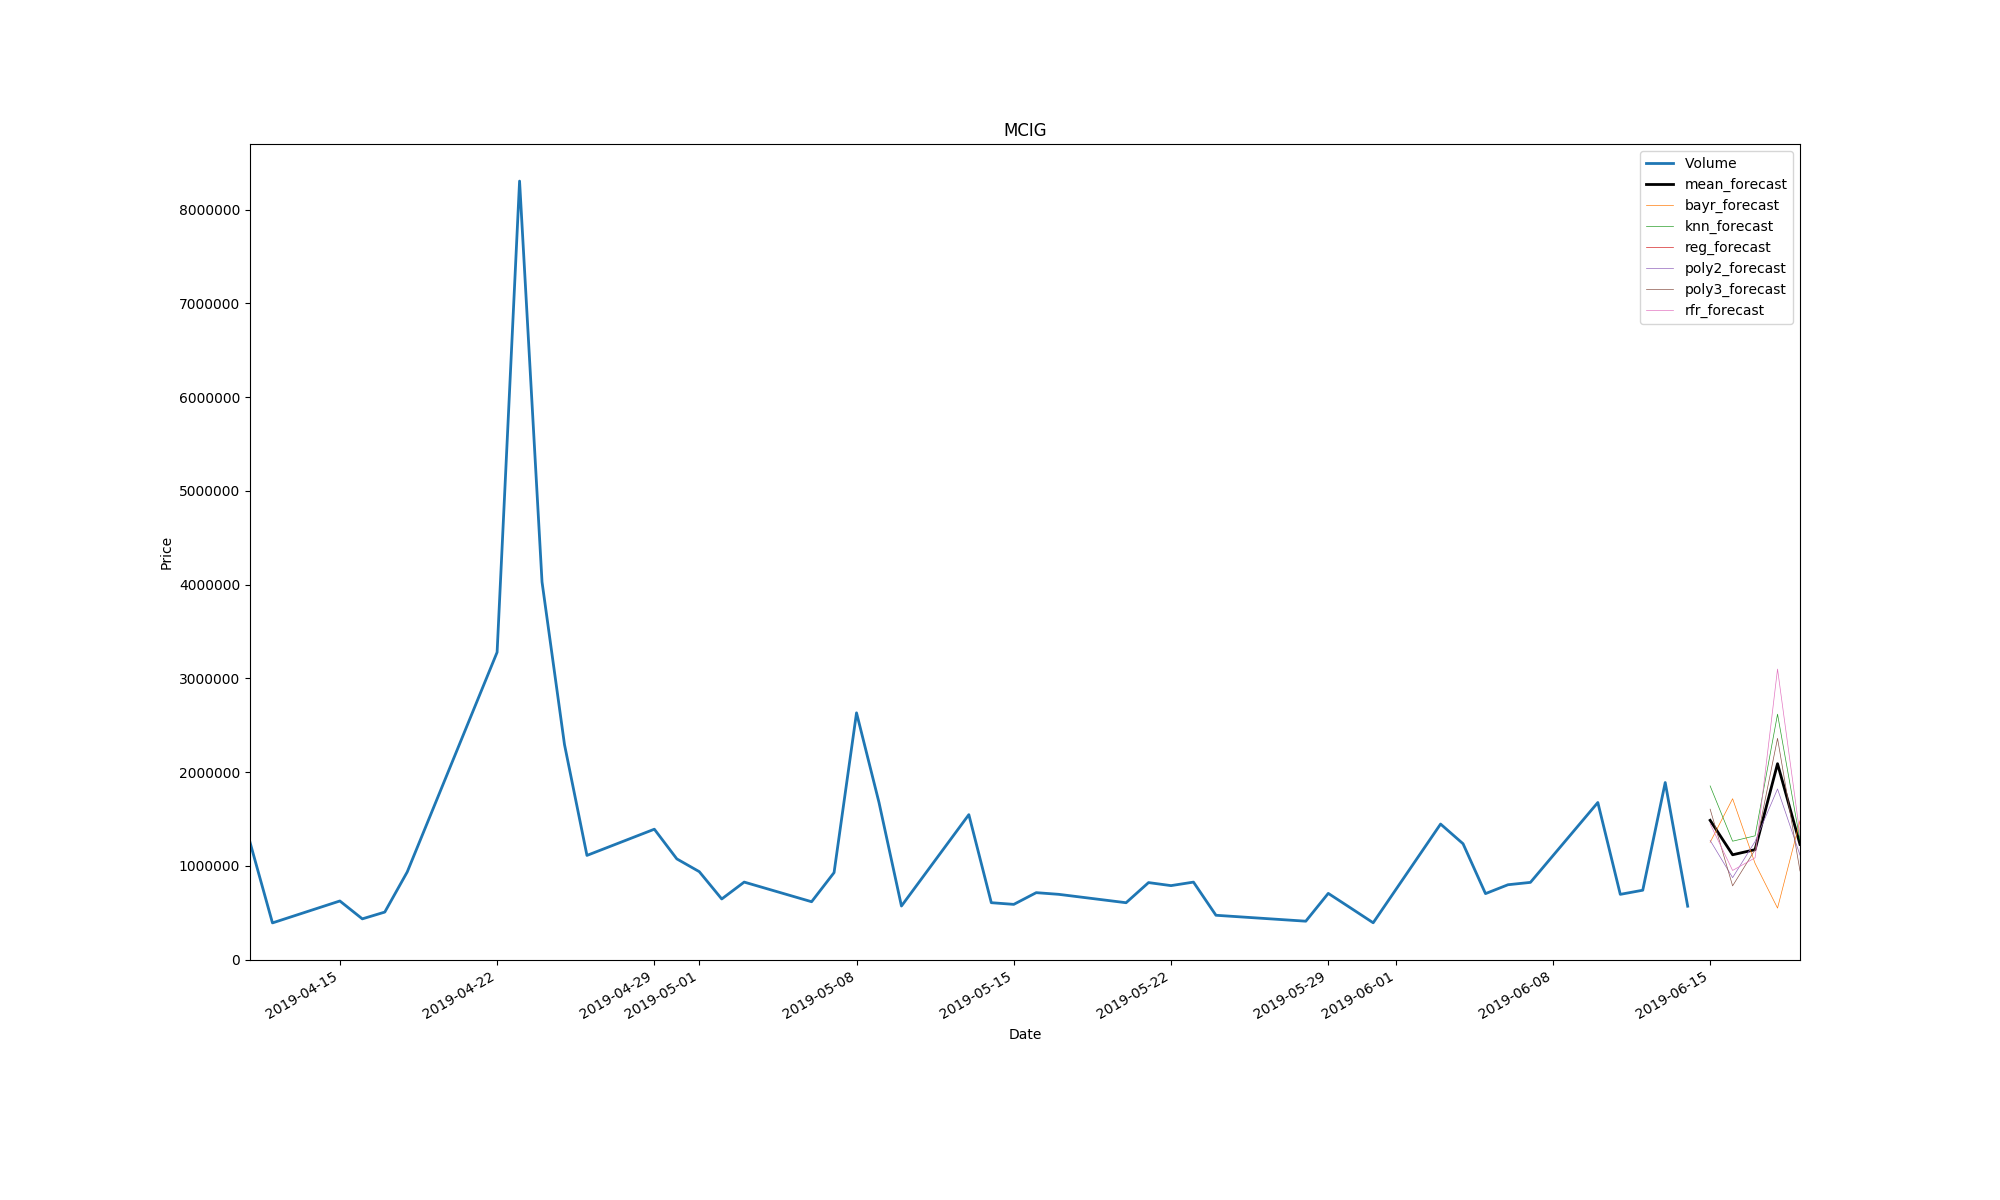 MCIG
Volume
mean_forecast
bayr_forecast
knn_forecast
reg_forecast
poly2_forecast
poly3_forecast
rfr_forecast
8000000
7000000
6000000
5000000
4000000
3000000
2000000
1000000
0
Price
2019-04-15
2019-04-22
2019-04-29
2019-05-01
2019-05-08
2019-05-15
2019-05-22
2019-05-29
2019-06-01
2019-06-08
2019-06-15
Date